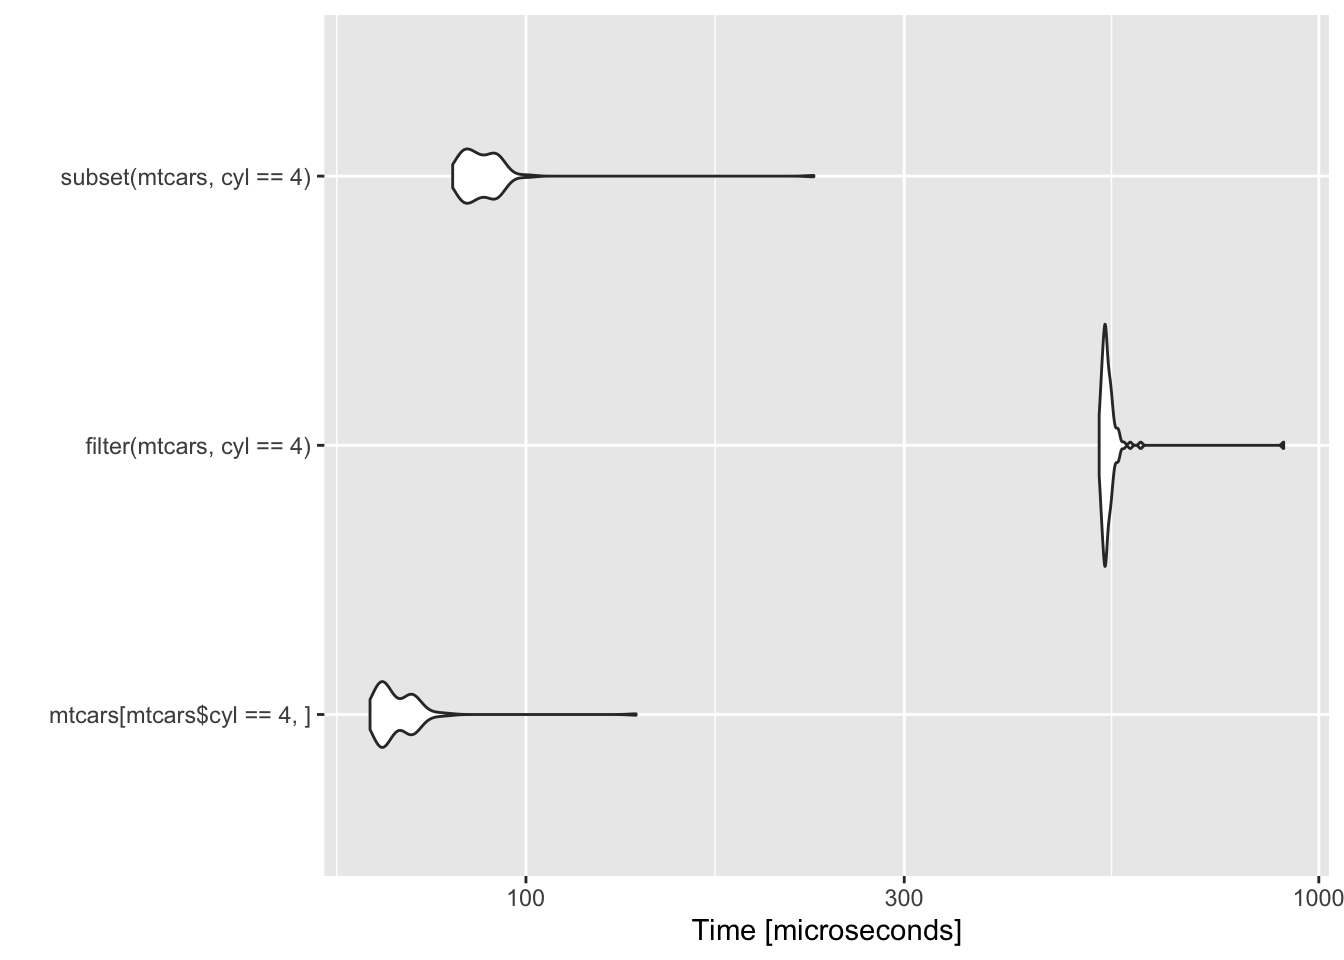 subset(mtcars, cyl == 4)
filter(mtcars, cyl == 4)
mtcars[mtcars$cyl == 4, ]
100 300 1000
Time [microseconds]